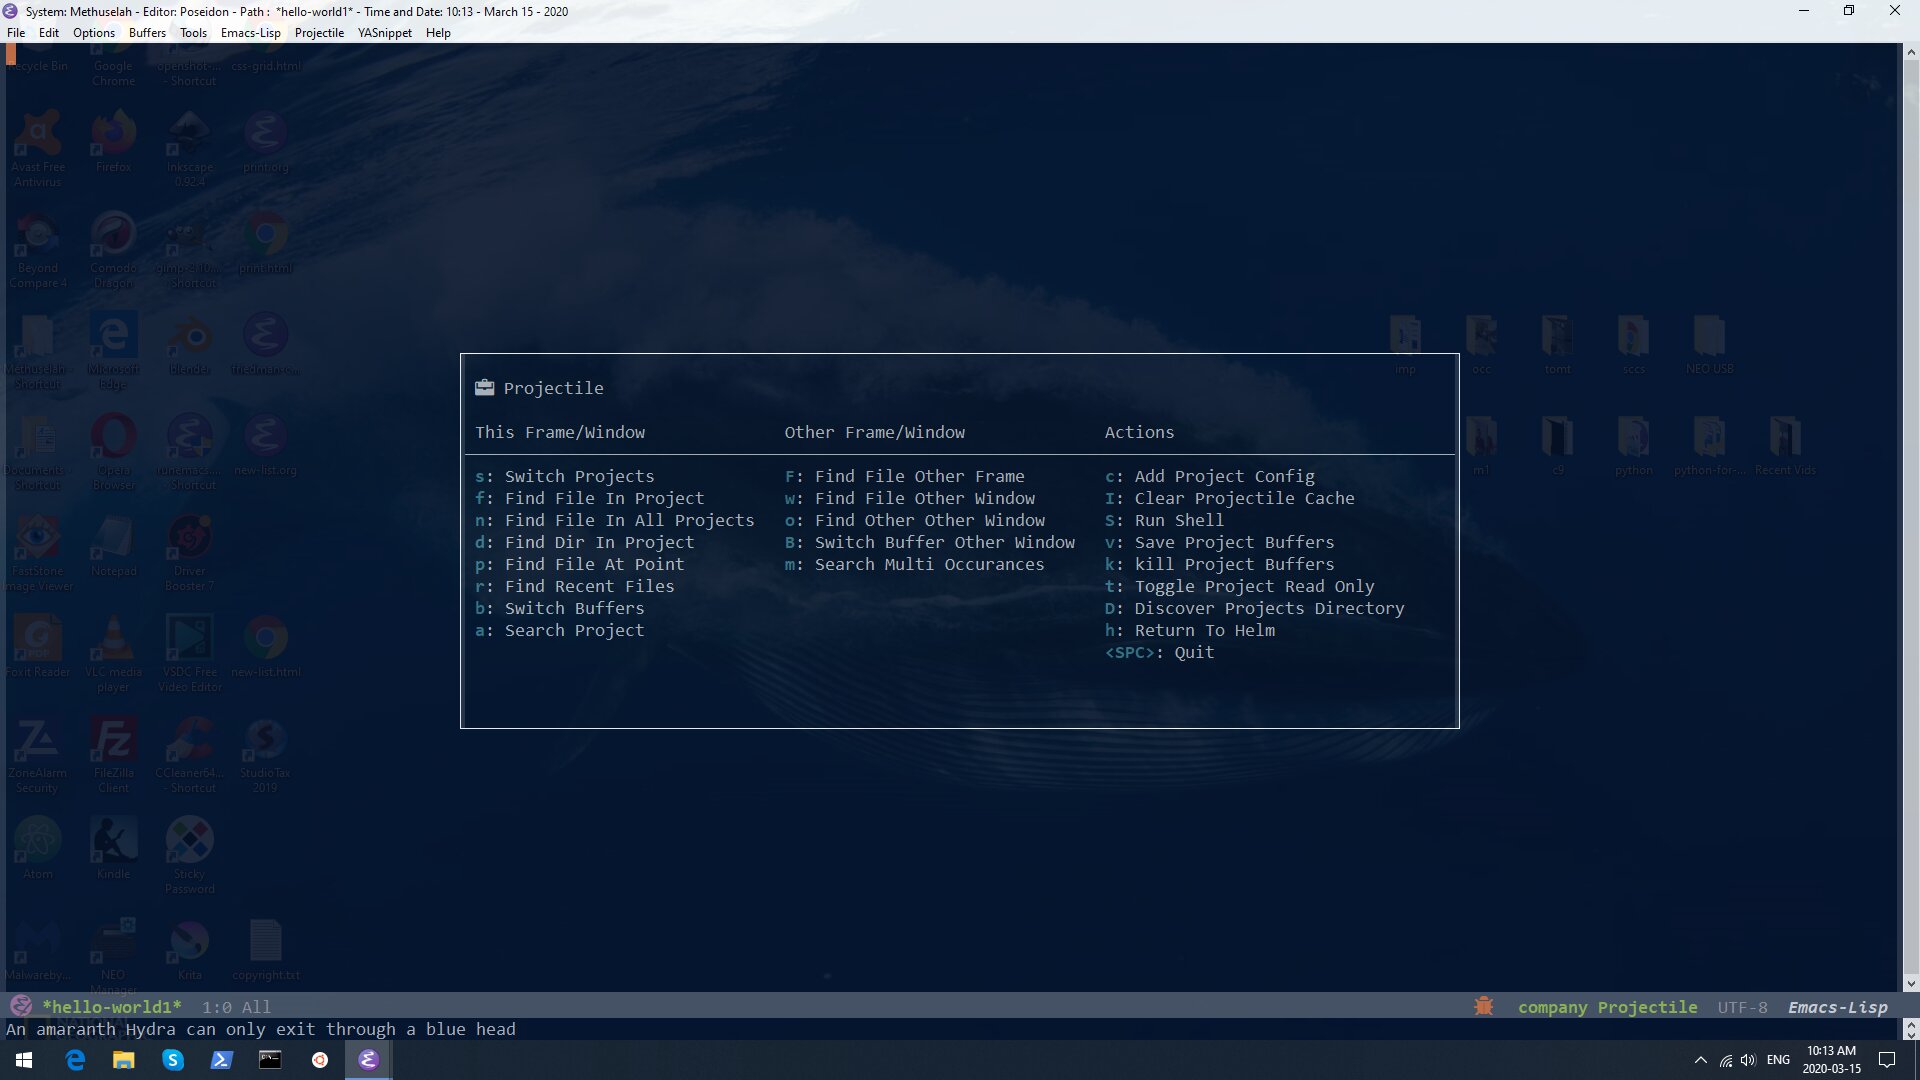 System: Methuselah - Editor: Poseidon - Path : *hello-world1* - Time and Date: 10:13 - March 15 - 2020
File Edit Options Buffers Tools Emacs-Lisp Projectile YASnippet Help
Recycle Bin
Google Chrome
openshot-... - Shortcut
css-grid.html
Avast Free Antivirus
Firefox
Inkscape 0.92.4
print.org
Beyond Compare 4
Comodo Dragon
gimp-2.10.... - Shortcut
print.html
Methuselah - Shortcut
Microsoft Edge
blender
friedman-c...
imp
occ
tomt
sccs
NEO USB
Documents - Shortcut
Opera Browser
runemacs.... - Shortcut
new-list.org
m1
c9
python
python-for-...
Recent Vids
FastStone Image Viewer
Notepad
Driver Booster 7
Foxit Reader
VLC media player
VSDC Free Video Editor
new-list.html
ZoneAlarm Security
FileZilla Client
CCleaner64... - Shortcut
StudioTax 2019
Atom
Kindle
Sticky Password
Malwareby...
NEO Manager
Krita
copyright.txt
Projectile
This Frame/Window
Other Frame/Window
Actions
s: Switch Projects
F: Find File Other Frame
c: Add Project Config
f: Find File In Project
w: Find File Other Window
I: Clear Projectile Cache
n: Find File In All Projects
o: Find Other Other Window
S: Run Shell
d: Find Dir In Project
B: Switch Buffer Other Window
v: Save Project Buffers
p: Find File At Point
m: Search Multi Occurances
k: kill Project Buffers
r: Find Recent Files
t: Toggle Project Read Only
b: Switch Buffers
D: Discover Projects Directory
a: Search Project
h: Return To Helm
<SPC>: Quit
*hello-world1* 1:0 All
company Projectile UTF-8 Emacs-Lisp
An amaranth Hydra can only exit through a blue head
ENG
10:13 AM
2020-03-15